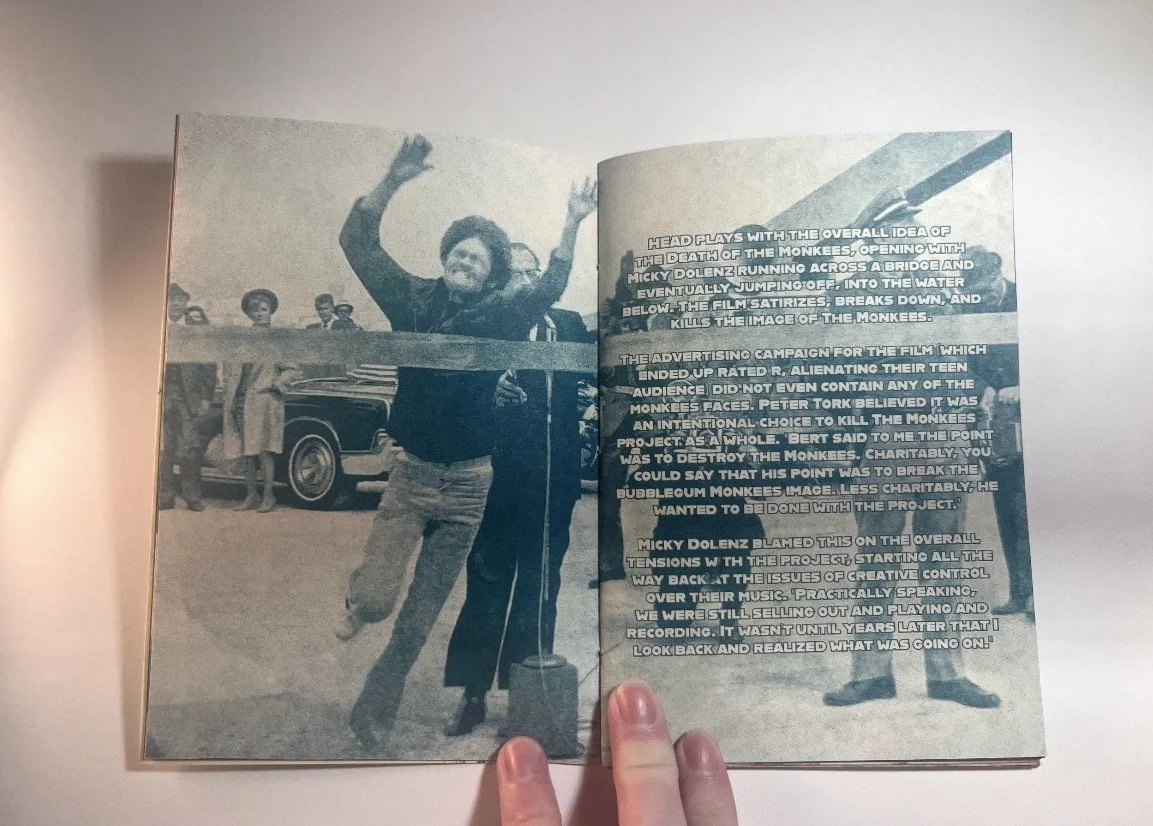 HEAD PLAYS WITH THE OVERALL IDEA OF
THE DEATH OF THE MONKEES, OPENING WITH
MICKY DOLENZ RUNNING ACROSS A BRIDGE AND
EVENTUALLY JUMPING OFF, INTO THE WATER
BELOW. THE FILM SATIRIZES, BREAKS DOWN, AND
KILLS THE IMAGE OF THE MONKEES.
THE ADVERTISING CAMPAIGN FOR THE FILM (WHICH
ENDED UP RATED R, ALIENATING THEIR TEEN
AUDIENCE) DID NOT EVEN CONTAIN ANY OF THE
MONKEES FACES. PETER TORK BELIEVED IT WAS
AN INTENTIONAL CHOICE TO KILL THE MONKEES
PROJECT AS A WHOLE. "BERT SAID TO ME THE POINT
WAS TO DESTROY THE MONKEES. CHARITABLY, YOU
COULD SAY THAT HIS POINT WAS TO BREAK THE
BUBBLEGUM MONKEES IMAGE. LESS CHARITABLY, HE
WANTED TO BE DONE WITH THE PROJECT."
MICKY DOLENZ BLAMED THIS ON THE OVERALL
TENSIONS WITH THE PROJECT, STARTING ALL THE
WAY BACK AT THE ISSUES OF CREATIVE CONTROL
OVER THEIR MUSIC. "PRACTICALLY SPEAKING,
WE WERE STILL SELLING OUT AND PLAYING AND
RECORDING. IT WASN'T UNTIL YEARS LATER THAT I
LOOK BACK AND REALIZED WHAT WAS GOING ON."